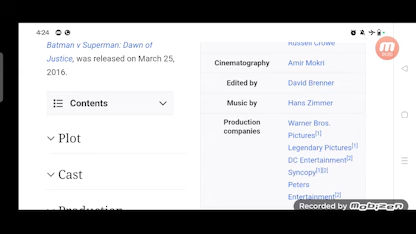 4:24
Batman v Superman: Dawn of
Justice, was released on March 25,
2016.
Contents
Plot
Cast
Production
Russell Crowe
Cinematography Amir Mokri
Edited by David Brenner
Music by Hans Zimmer
Production companies Warner Bros.
Pictures[1]
Legendary Pictures[1]
DC Entertainment[2]
Syncopy[1][2]
Peters
Entertainment[2]
Recorded by Mobizen